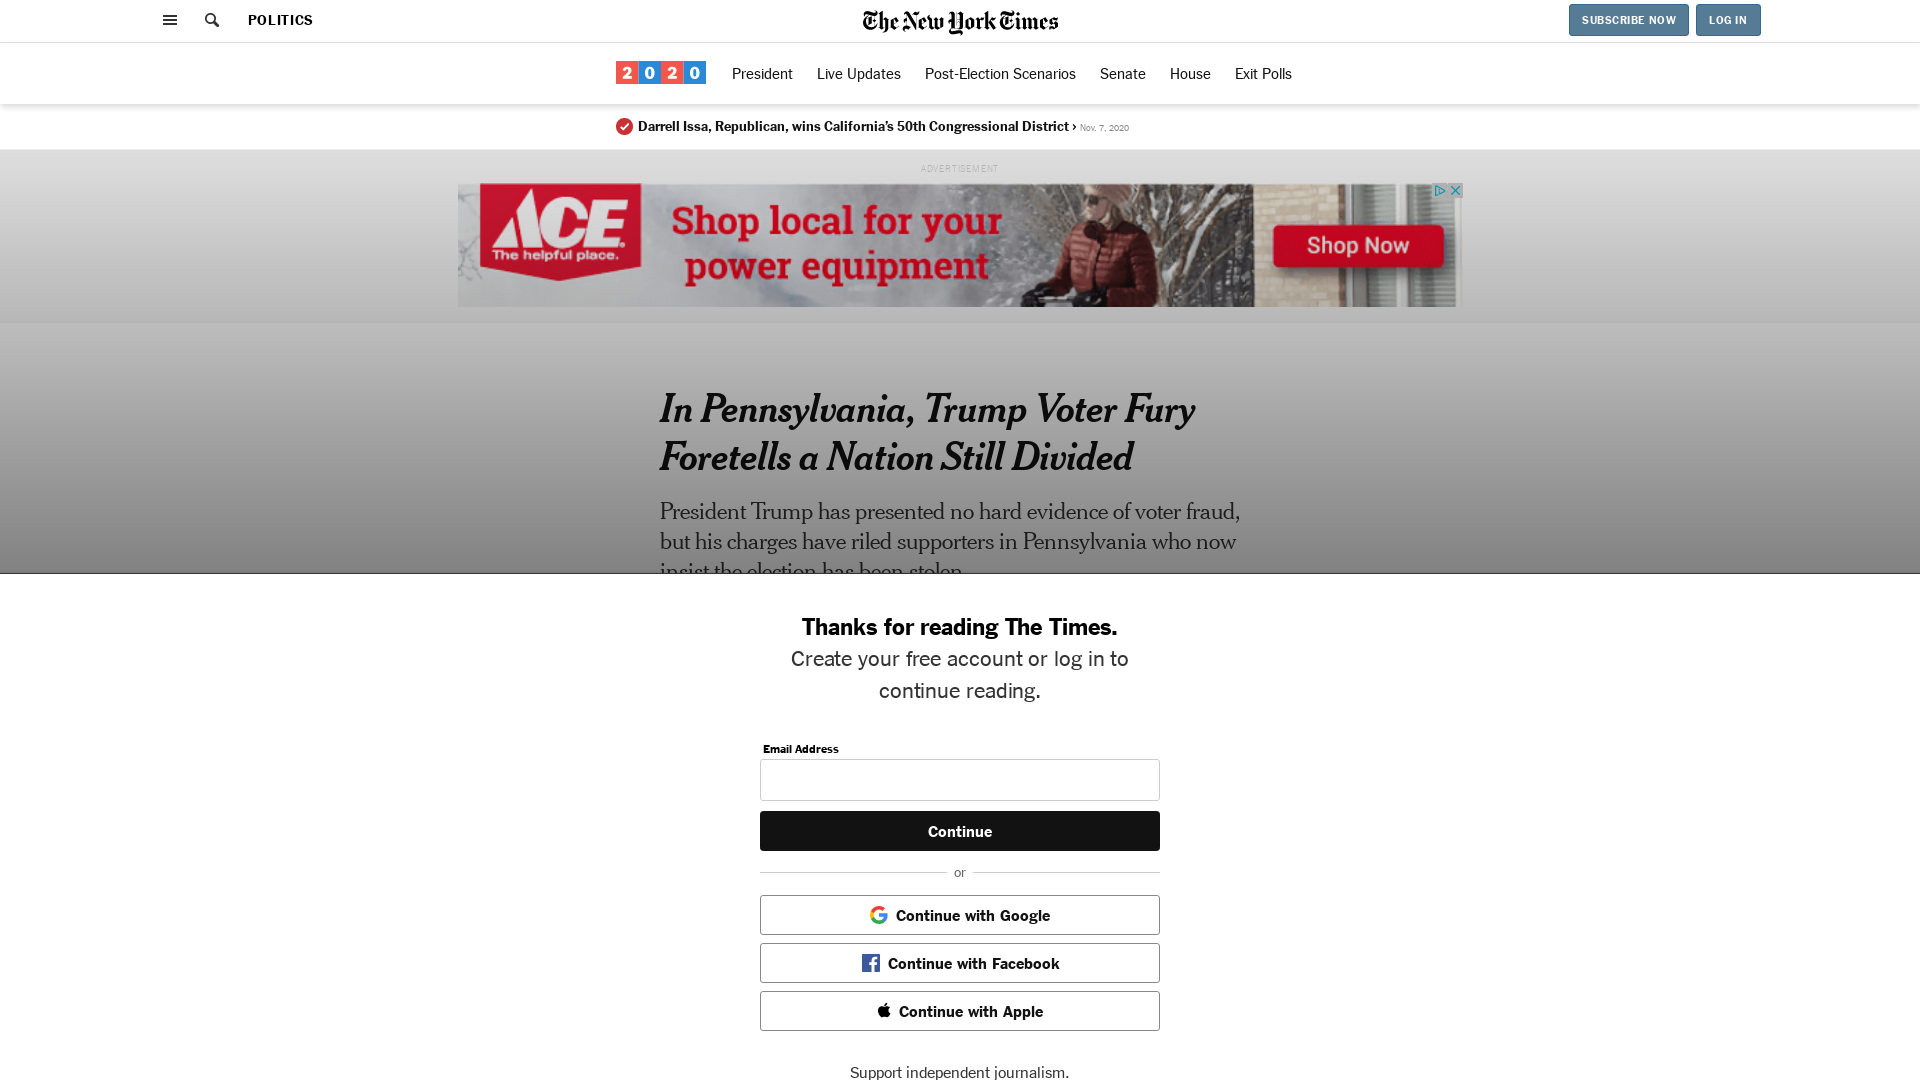 POLITICS
The New York Times
SUBSCRIBE NOW
LOG IN
2020
President
Live Updates
Post-Election Scenarios
Senate
House
Exit Polls
Darrell Issa, Republican, wins California’s 50th Congressional District › Nov. 7, 2020
ADVERTISEMENT
ACE
The helpful place.
Shop local for your
power equipment
Shop Now
In Pennsylvania, Trump Voter Fury
Foretells a Nation Still Divided
President Trump has presented no hard evidence of voter fraud,
but his charges have riled supporters in Pennsylvania who now
insist the election has been stolen.
Thanks for reading The Times.
Create your free account or log in to
continue reading.
Email Address
Continue
or
Continue with Google
Continue with Facebook
Continue with Apple
Support independent journalism.